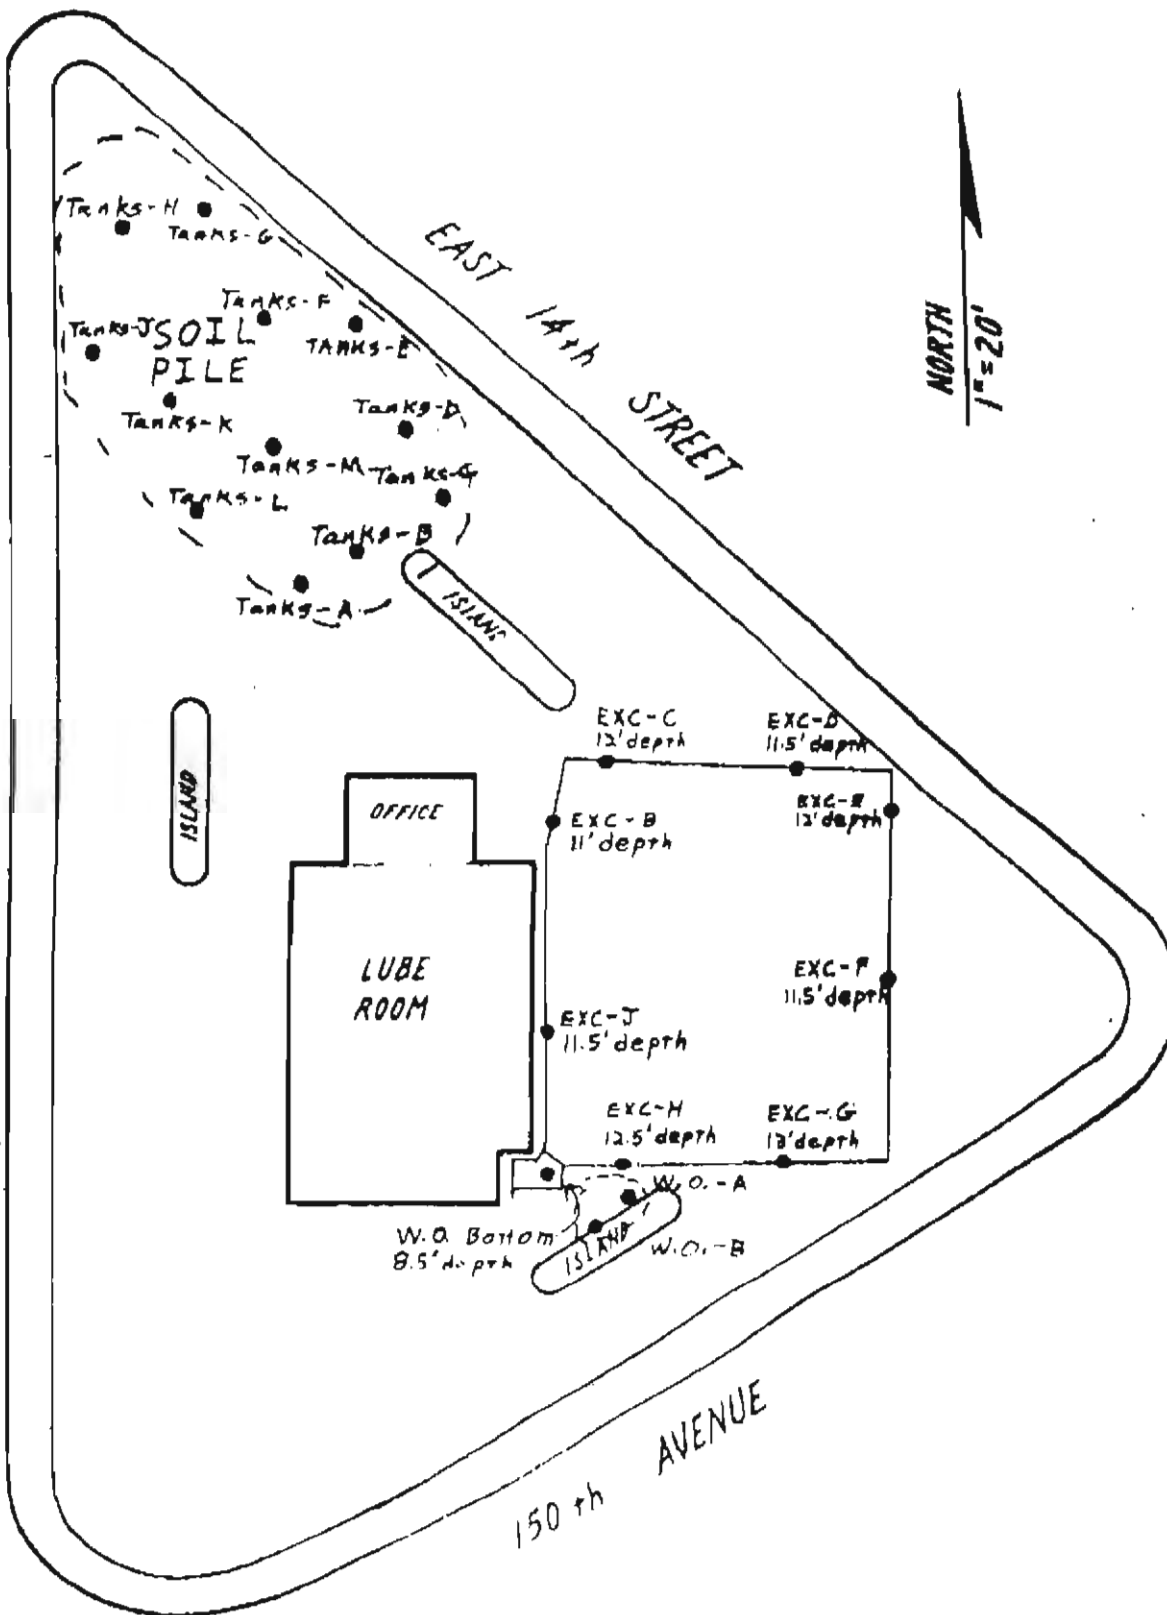 EAST 14th STREET
NORTH
1"=20'
Tanks-H
Tanks-G
Tanks-F
Tanks-J
SOIL
PILE
TANKS-E
Tanks-K
Tanks-D
Tanks-M
Tanks-G
Tanks-L
Tanks-B
Tanks-A
ISLAND
ISLAND
EXC-C
12' depth
EXC-D
11.5' depth
EXC-E
12' depth
OFFICE
EXC-B
11' depth
LUBE
ROOM
EXC-F
11.5' depth
EXC-J
11.5' depth
EXC-H
12.5' depth
EXC-G
W.O.-A
W.O. Bottom
8.5' depth
ISLAND
W.O.-B
150th AVENUE